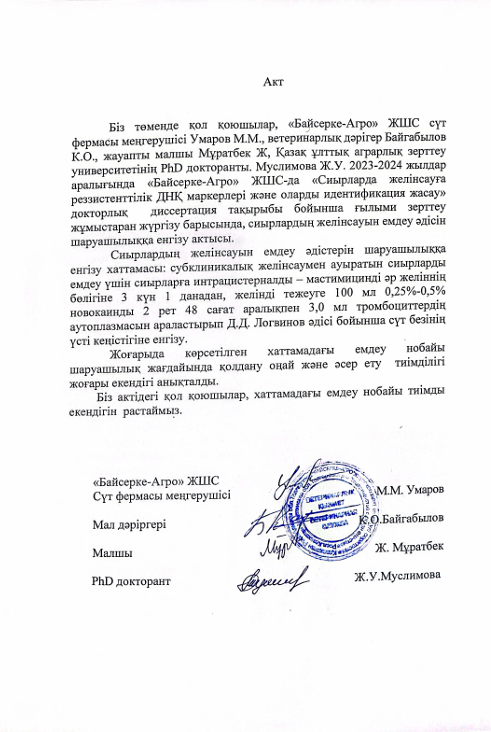 Акт
Біз төменде қол қоюшылар, «Байсерке-Агро» ЖШС сүт
фермасы меңгерушісі Умаров М.М., ветеринарлық дәрігер Байгабылов
К.О., жауапты малшы Мұратбек Ж, Қазақ ұлттық аграрлық зерттеу
университетінің PhD докторанты. Муслимова Ж.У. 2023-2024 жылдар
аралығында «Байсерке-Агро» ЖШС-да «Сиырларда желінсауға
реззистенттілік ДНҚ маркерлері және оларды идентификация жасау»
докторлық диссертация тақырыбы бойынша ғылыми зерттеу
жұмыстаран жүргізу барысында, сиырлардың желінсауын емдеу әдісін
шаруашылыққа енгізу актысы.
Сиырлардың желінсауын емдеу әдістерін шаруашылыққа
енгізу хаттамасы: субклиникалық желінсаумен ауыратын сиырларды
емдеу үшін сиырларға интрацистерналды – мастимицинді әр желіннің
бөлігіне 3 күн 1 данадан, желінді тежеуге 100 мл 0,25%-0,5%
новокаинды 2 рет 48 сағат аралықпен 3,0 мл тромбоциттердің
аутоплазмасын араластырып Д.Д. Логвинов әдісі бойынша сүт безінің
үсті кеңістігіне енгізу.
Жоғарыда көрсетілген хаттамадағы емдеу нобайы
шаруашылық жағдайында қолдану оңай және әсер ету тиімділігі
жоғары екендігі анықталды.
Біз актідегі қол қоюшылар, хаттамадағы емдеу нобайы тиімды
екендігін растаймыз.
«Байсерке-Агро» ЖШС
Сүт фермасы меңгерушісі М.М. Умаров
Мал дәріргері К.О.Байгабылов
Малшы Ж. Мұратбек
PhD докторант Ж.У.Муслимова
ВЕТЕРИНАРЛЫҚ
ҚЫЗМЕТ
ВЕТЕРИНАРНАЯ
СЛУЖБА